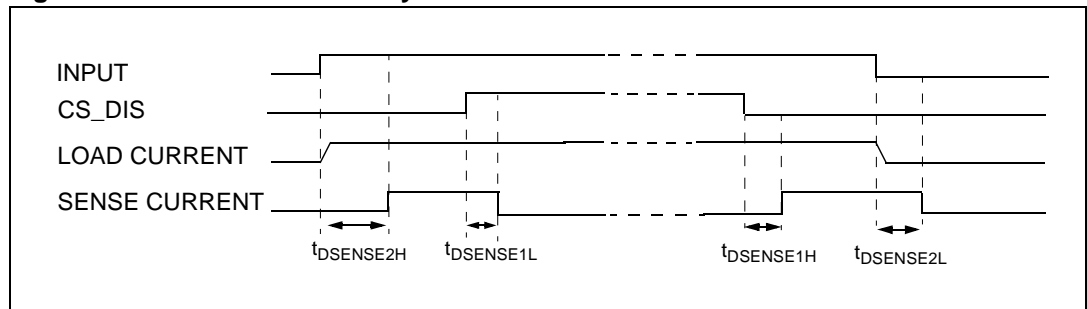 INPUT
CS_DIS
LOAD CURRENT
SENSE CURRENT
tDSENSE2H tDSENSE1L tDSENSE1H tDSENSE2L